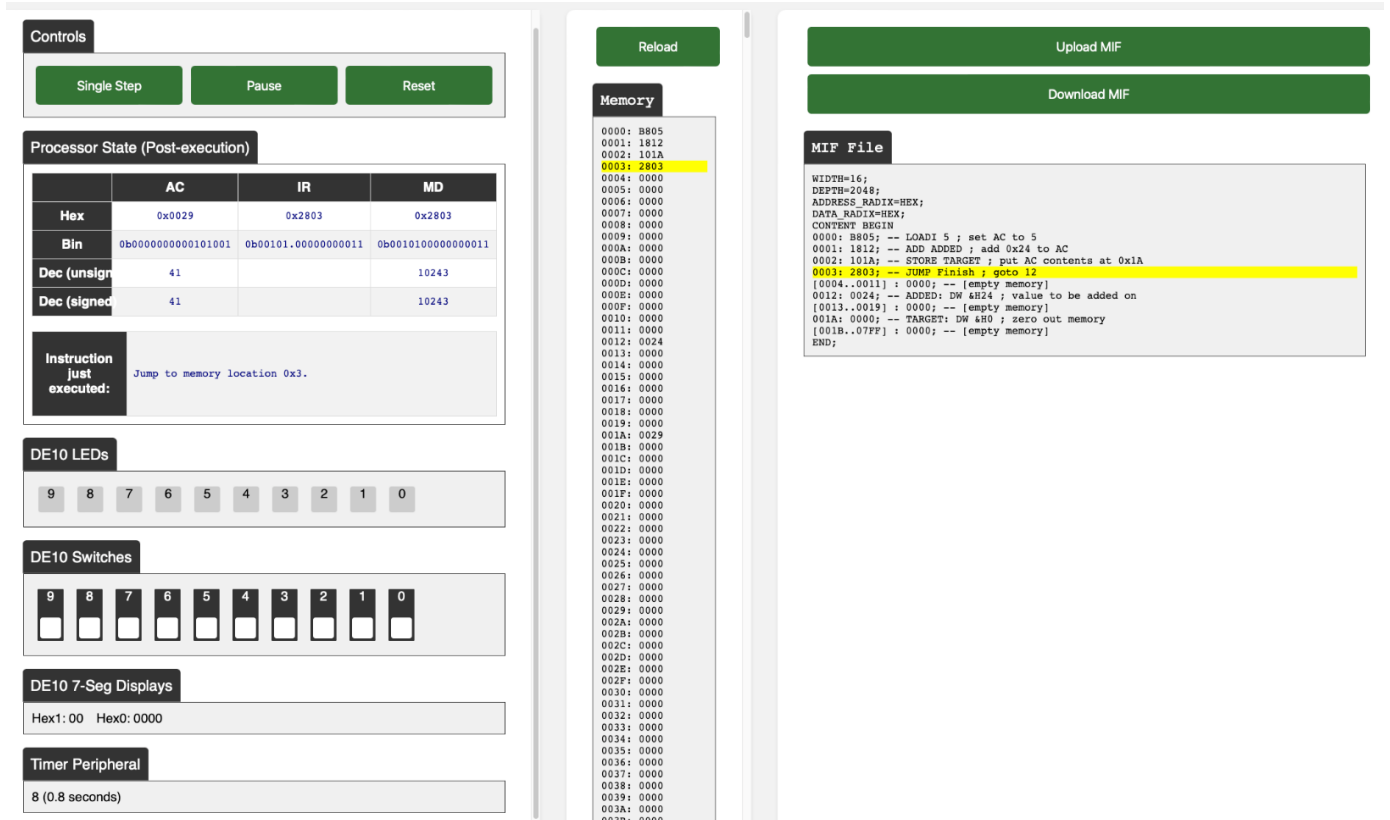 Controls
Single Step Pause Reset
Processor State (Post-execution)
AC IR MD
Hex 0x0029 0x2803 0x2803
Bin 0b0000000000101001 0b00101.00000000011 0b0010100000000011
Dec (unsign 41 10243
Dec (signed) 41 10243
Instruction
just
executed:
Jump to memory location 0x3.
DE10 LEDs
9 8 7 6 5 4 3 2 1 0
DE10 Switches
9 8 7 6 5 4 3 2 1 0
DE10 7-Seg Displays
Hex1: 00 Hex0: 0000
Timer Peripheral
8 (0.8 seconds)
Reload
Memory
0000: B805
0001: 1812
0002: 101A
0003: 2803
0004: 0000
0005: 0000
0006: 0000
0007: 0000
0008: 0000
0009: 0000
000A: 0000
000B: 0000
000C: 0000
000D: 0000
000E: 0000
000F: 0000
0010: 0000
0011: 0000
0012: 0024
0013: 0000
0014: 0000
0015: 0000
0016: 0000
0017: 0000
0018: 0000
0019: 0000
001A: 0029
001B: 0000
001C: 0000
001D: 0000
001E: 0000
001F: 0000
0020: 0000
0021: 0000
0022: 0000
0023: 0000
0024: 0000
0025: 0000
0026: 0000
0027: 0000
0028: 0000
0029: 0000
002A: 0000
002B: 0000
002C: 0000
002D: 0000
002E: 0000
002F: 0000
0030: 0000
0031: 0000
0032: 0000
0033: 0000
0034: 0000
0035: 0000
0036: 0000
0037: 0000
0038: 0000
0039: 0000
003A: 0000
Upload MIF
Download MIF
MIF File
WIDTH=16;
DEPTH=2048;
ADDRESS_RADIX=HEX;
DATA_RADIX=HEX;
CONTENT BEGIN
0000: B805; -- LOADI 5 ; set AC to 5
0001: 1812; -- ADD ADDED ; add 0x24 to AC
0002: 101A; -- STORE TARGET ; put AC contents at 0x1A
0003: 2803; -- JUMP Finish ; goto 12
[0004..0011] : 0000; -- [empty memory]
0012: 0024; -- ADDED: DW &H24 ; value to be added on
[0013..0019] : 0000; -- [empty memory]
001A: 0000; -- TARGET: DW &H0 ; zero out memory
[001B..07FF] : 0000; -- [empty memory]
END;